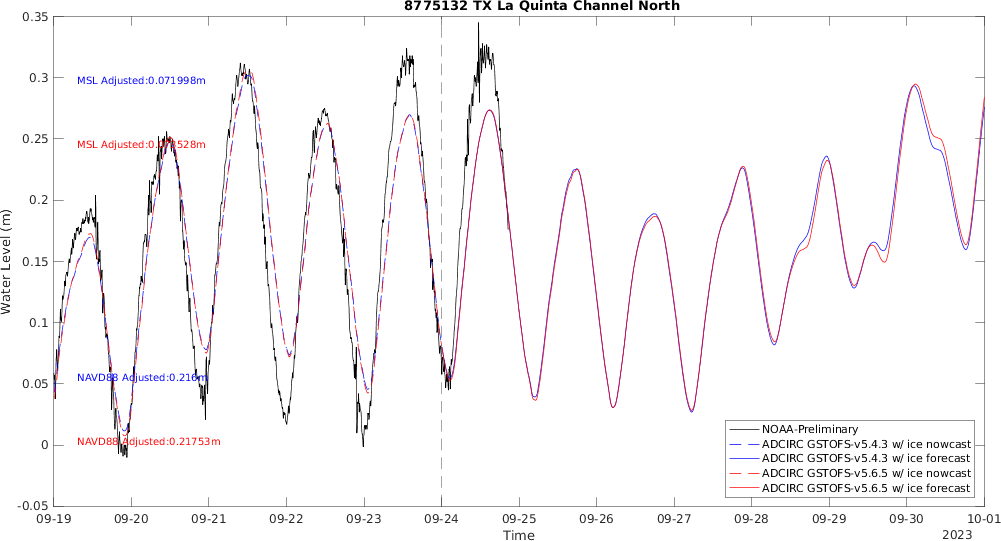 8775132 TX La Quinta Channel North
0.35
0.3
0.25
0.2
0.15
0.1
0.05
0
-0.05
Water Level (m)
MSL Adjusted:0.071998m
MSL Adjusted: 528m
NAVD88 Adjusted:0.216m
NAVD88 Adjusted:0.21753m
NOAA-Preliminary
ADCIRC GSTOFS-v5.4.3 w/ ice nowcast
ADCIRC GSTOFS-v5.4.3 w/ ice forecast
ADCIRC GSTOFS-v5.6.5 w/ ice nowcast
ADCIRC GSTOFS-v5.6.5 w/ ice forecast
09-19 09-20 09-21 09-22 09-23 09-24 09-25 09-26 09-27 09-28 09-29 09-30 10-01
Time
2023